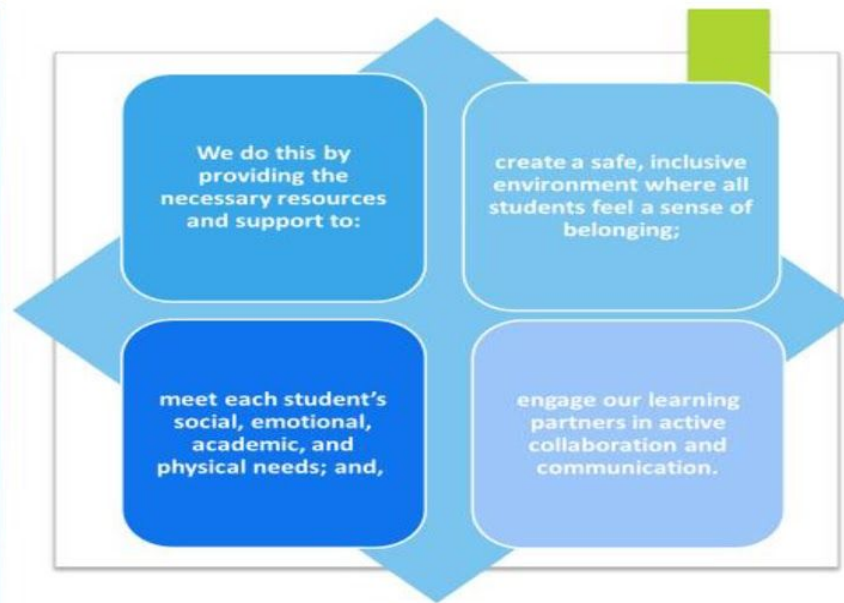 We do this by
providing the
necessary resources
and support to:
create a safe, inclusive
environment where all
students feel a sense of
belonging;
meet each student’s
social, emotional,
academic, and
physical needs; and,
engage our learning
partners in active
collaboration and
communication.